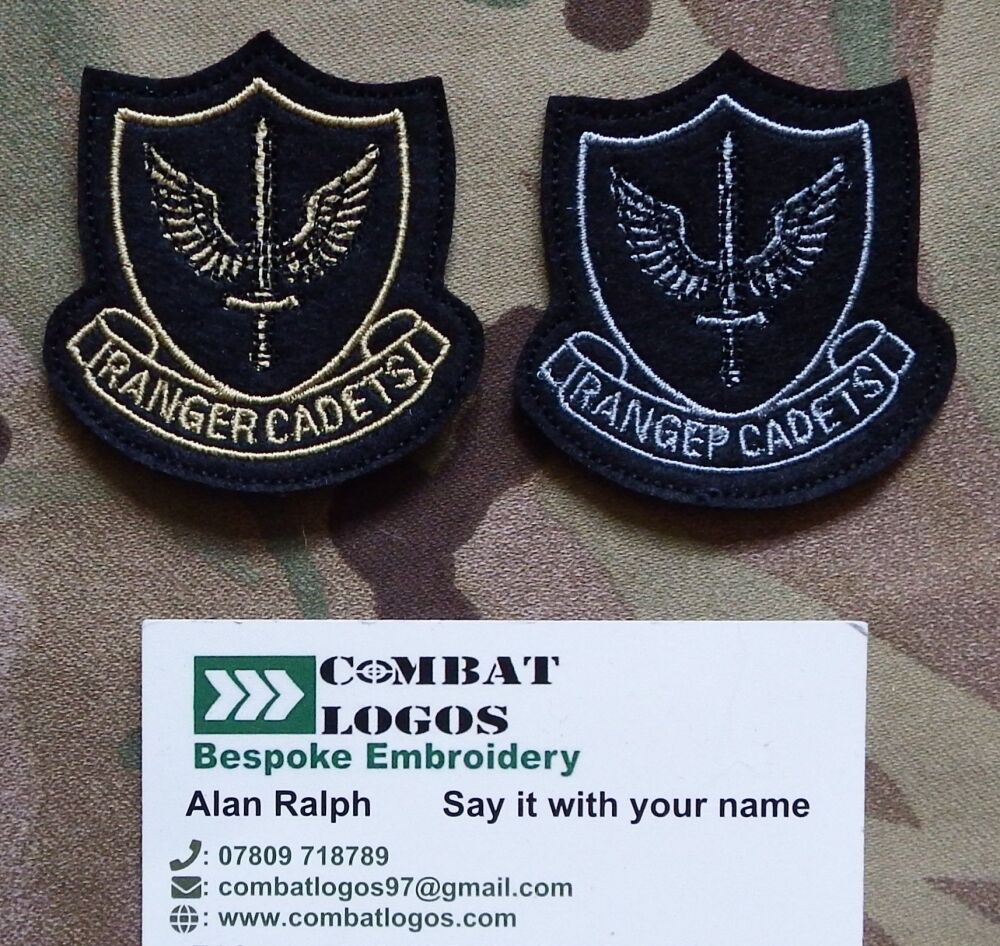 RANGER CADETS
RANGEP CADETS
COMBAT
LOGOS
Bespoke Embroidery
Alan Ralph Say it with your name
: 07809 718789
: combatlogos97@gmail.com
: www.combatlogos.com